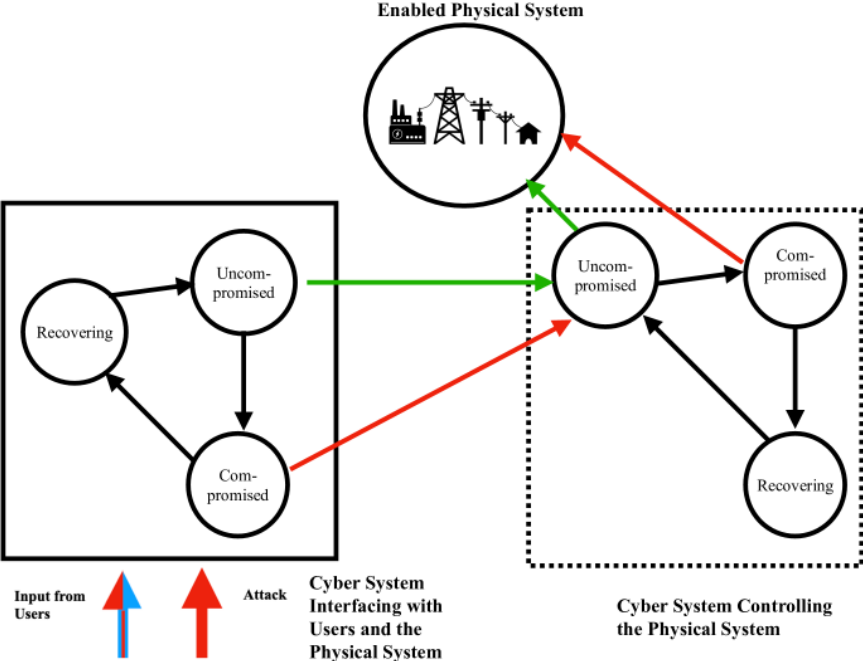 Enabled Physical System
Uncom-
promised
Recovering
Com-
promised
Uncom-
promised
Com-
promised
Recovering
Input from
Users
Attack
Cyber System
Interfacing with
Users and the
Physical System
Cyber System Controlling
the Physical System